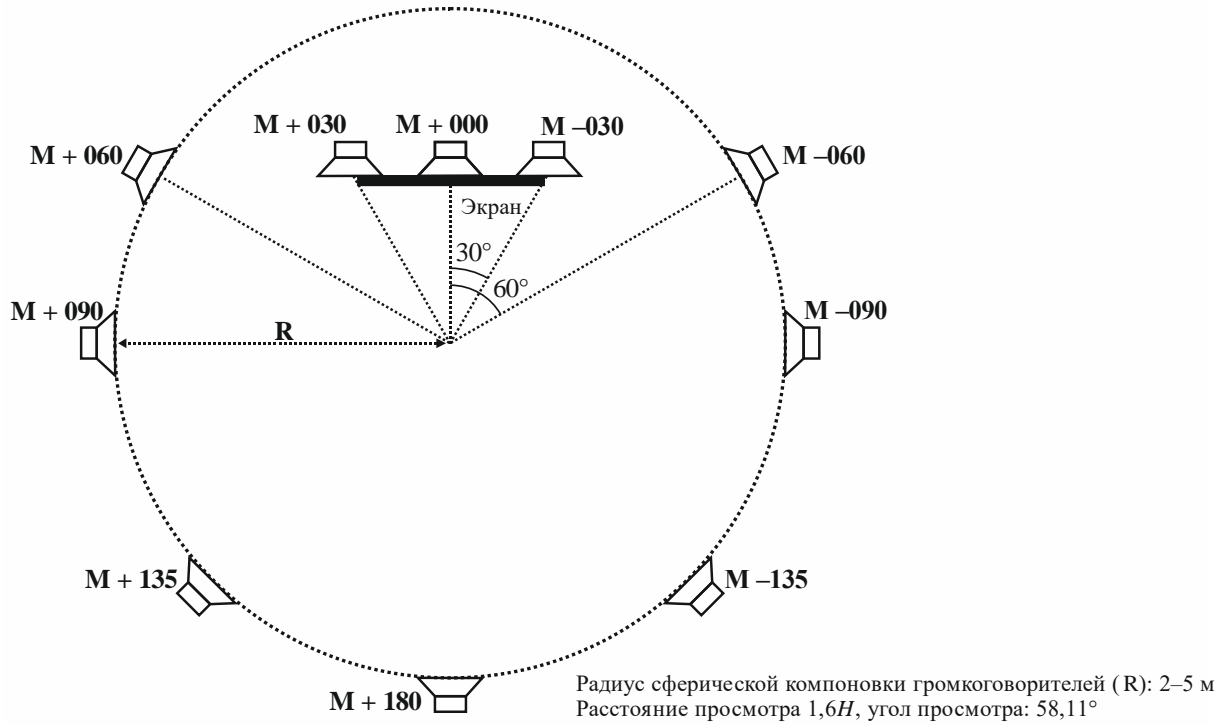 M + 030
M + 000
M –030
M + 060
M –060
Экран
30°
60°
M + 090
M –090
R
M + 135
M –135
M + 180
Радиус сферической компоновки громкоговорителей (R): 2–5 м
Расстояние просмотра 1,6H, угол просмотра: 58,11°